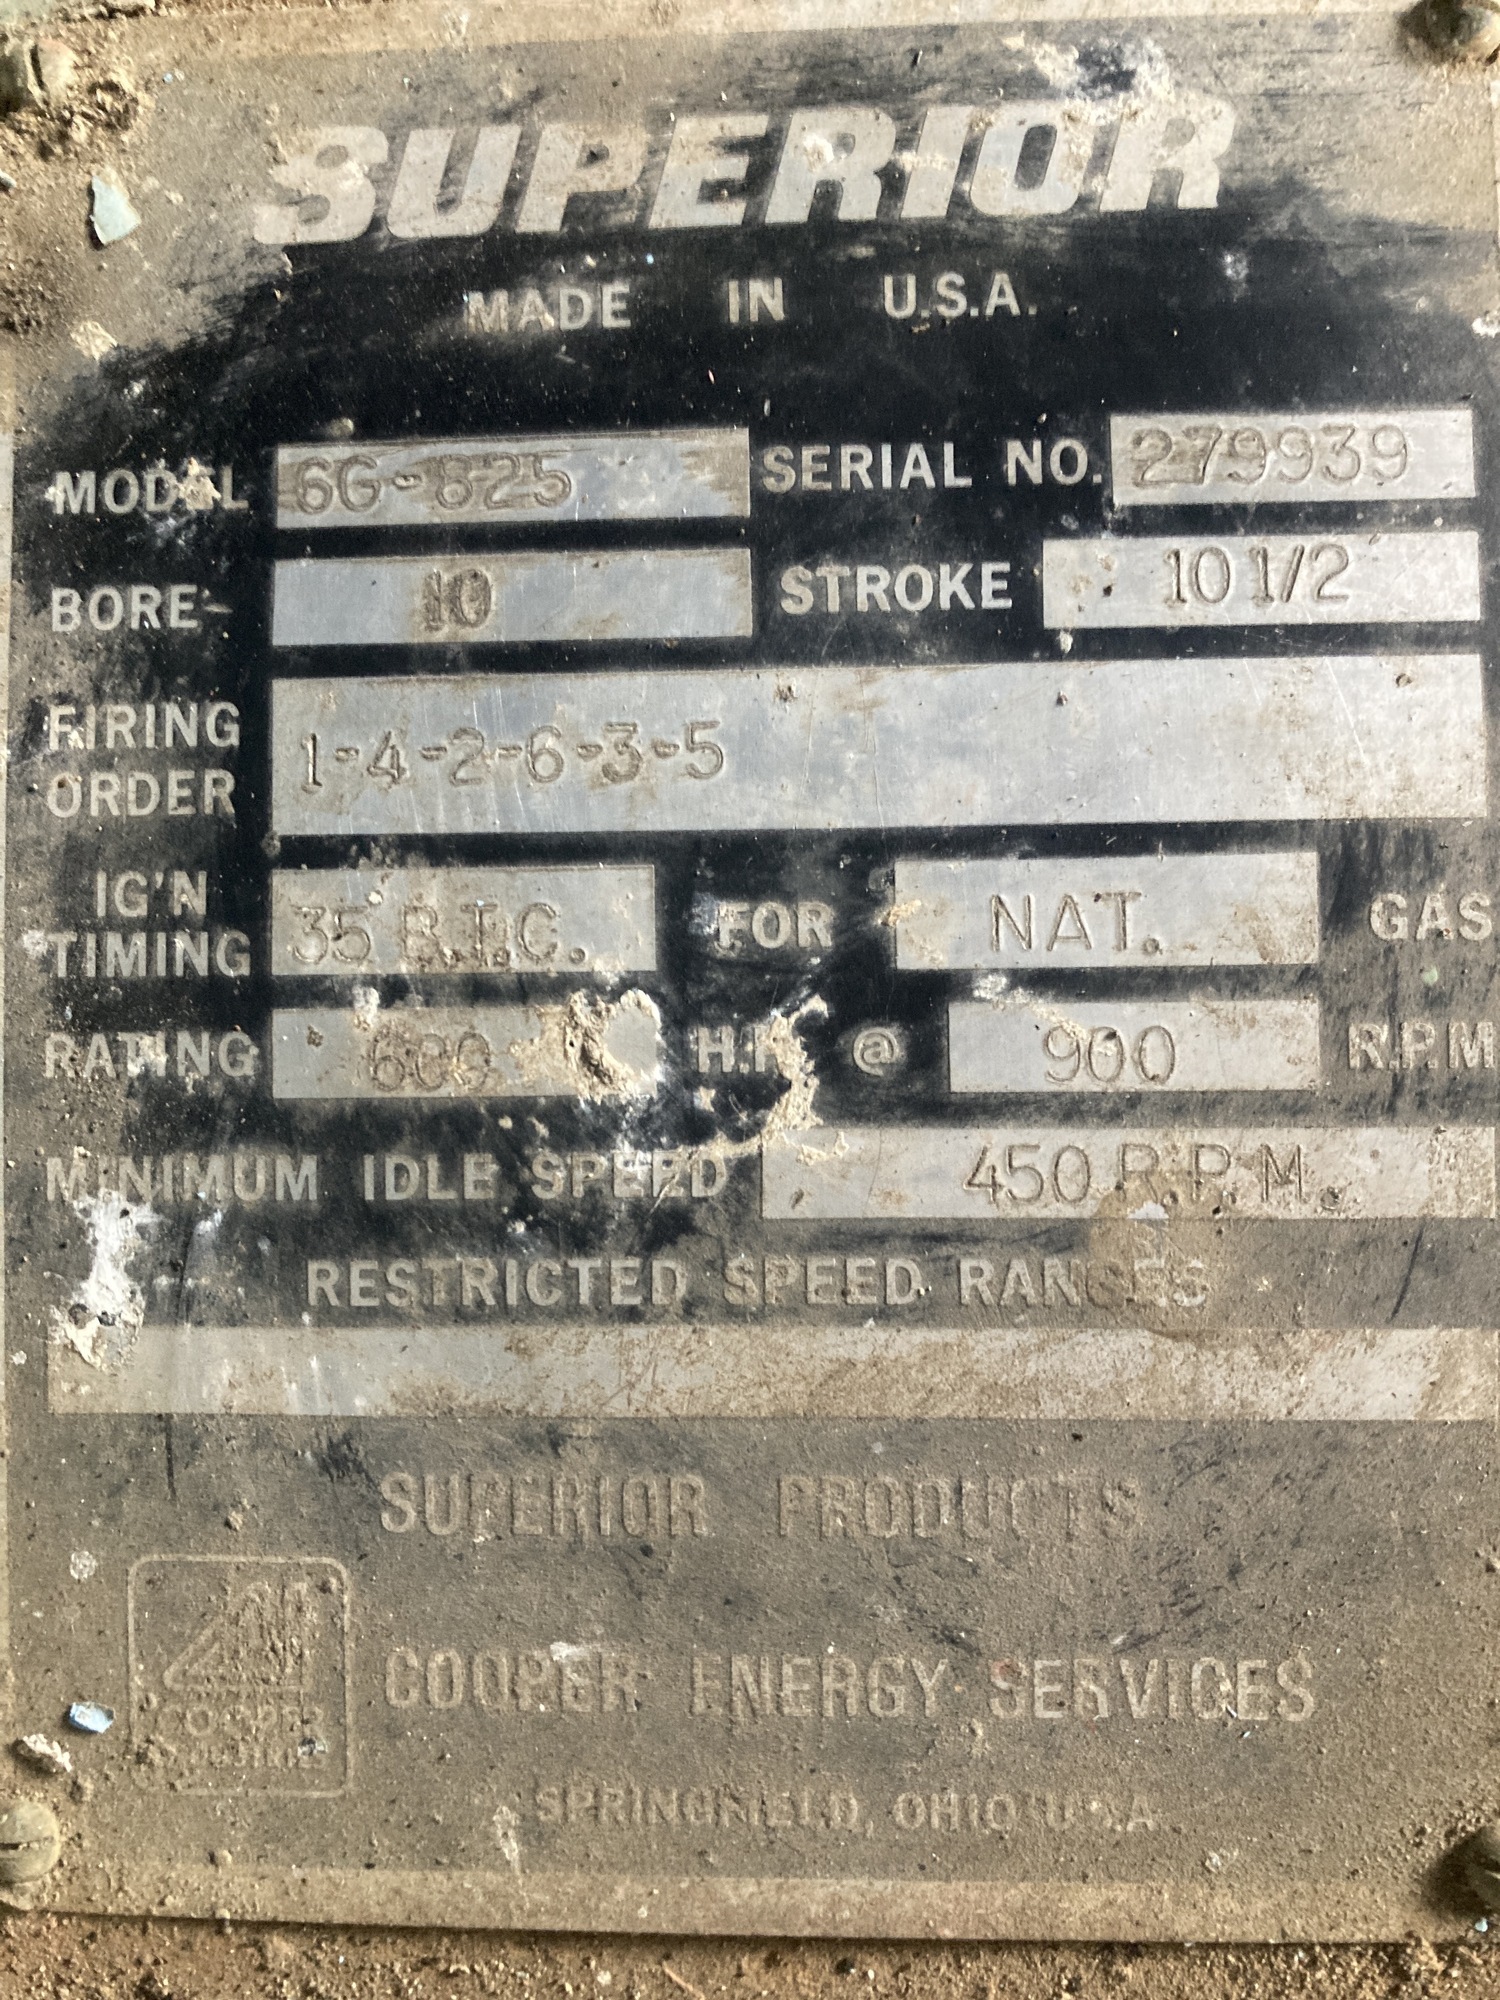 SUPERIOR
MADE IN U.S.A.
MODEL 6G-825 SERIAL NO. 279939
BORE- 10 STROKE 10 1/2
FIRING ORDER 1-4-2-6-3-5
IG'N TIMING 35 B.T.C. FOR NAT. GAS
RATING 600 H.P. @ 900 R.P.M
MINIMUM IDLE SPEED 450 R.P.M.
RESTRICTED SPEED RANGES
SUPERIOR PRODUCTS
COOPER
COOPER ENERGY SERVICES
SPRINGFIELD, OHIO U.S.A